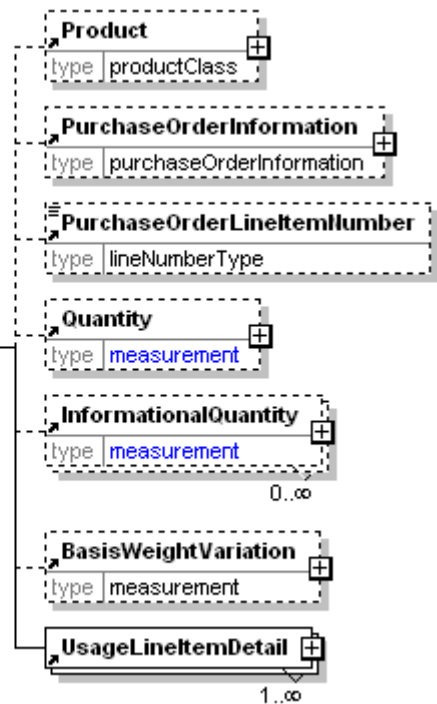 Product
type productClass
PurchaseOrderInformation
type purchaseOrderInformation
PurchaseOrderLineItemNumber
type lineNumberType
Quantity
type measurement
InformationalQuantity
type measurement
0..∞
BasisWeightVariation
type measurement
UsageLineItemDetail
1..∞